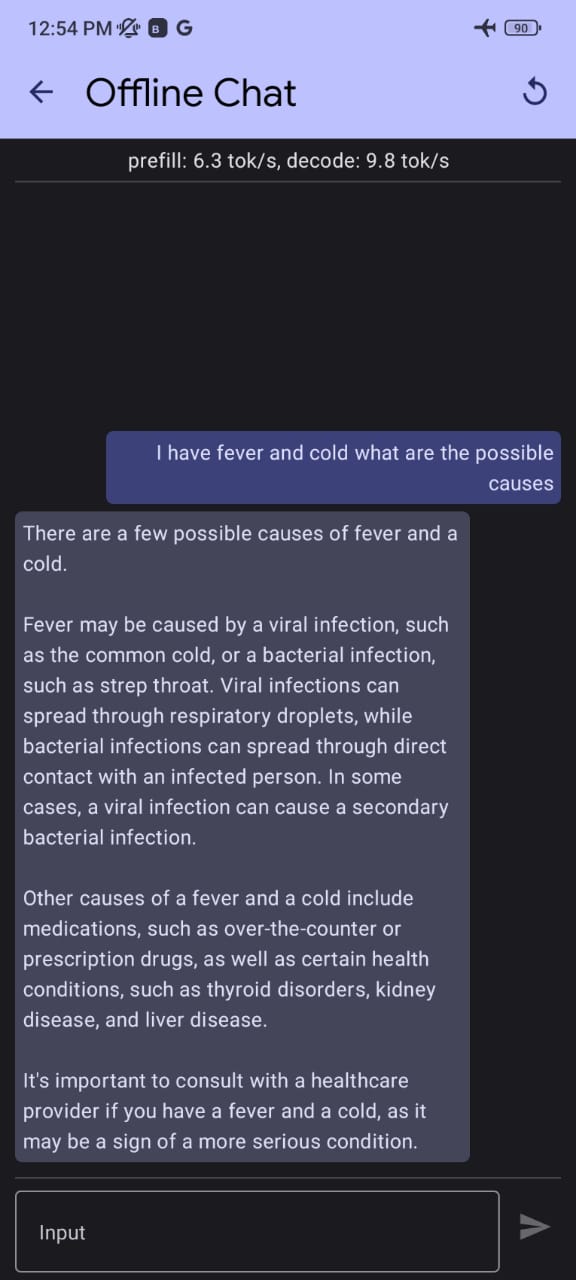 12:54 PM B G 90
Offline Chat
prefill: 6.3 tok/s, decode: 9.8 tok/s
I have fever and cold what are the possible
causes
There are a few possible causes of fever and a
cold.
Fever may be caused by a viral infection, such
as the common cold, or a bacterial infection,
such as strep throat. Viral infections can
spread through respiratory droplets, while
bacterial infections can spread through direct
contact with an infected person. In some
cases, a viral infection can cause a secondary
bacterial infection.
Other causes of a fever and a cold include
medications, such as over-the-counter or
prescription drugs, as well as certain health
conditions, such as thyroid disorders, kidney
disease, and liver disease.
It's important to consult with a healthcare
provider if you have a fever and a cold, as it
may be a sign of a more serious condition.
Input